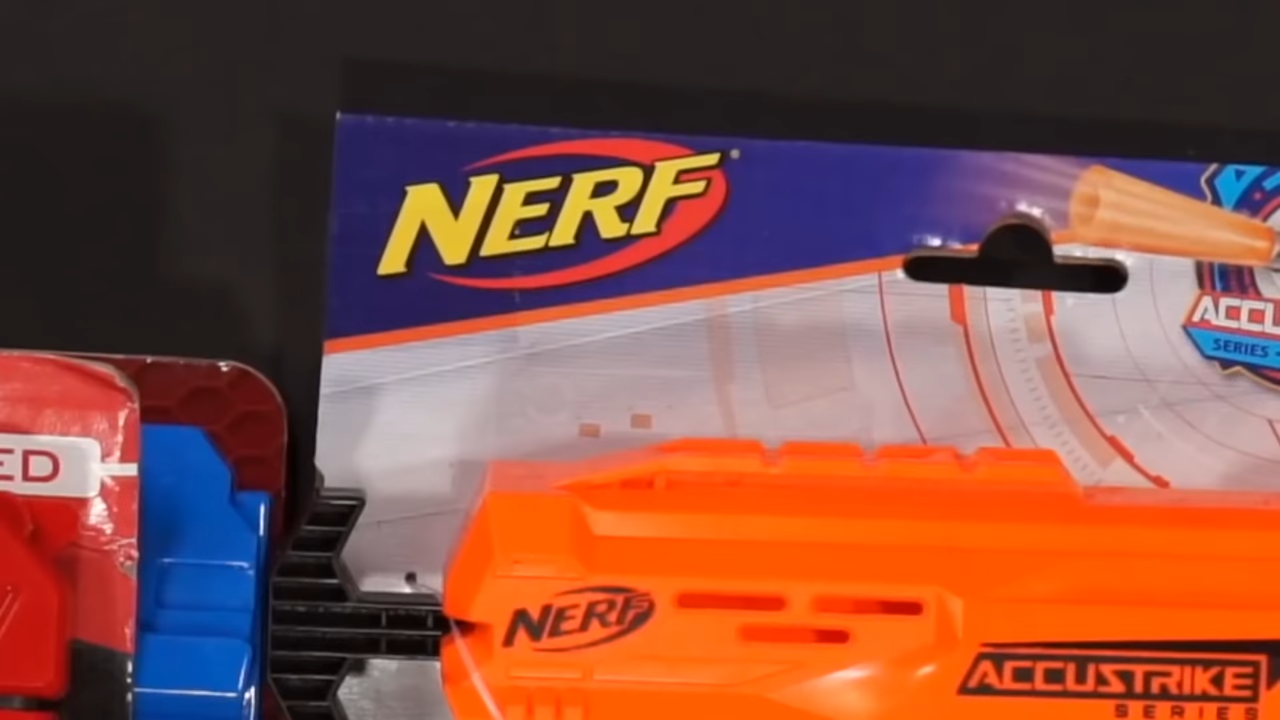 NERF
ACCU
SERIES
ED
NERF
ACCUSTRIKE
SERIES